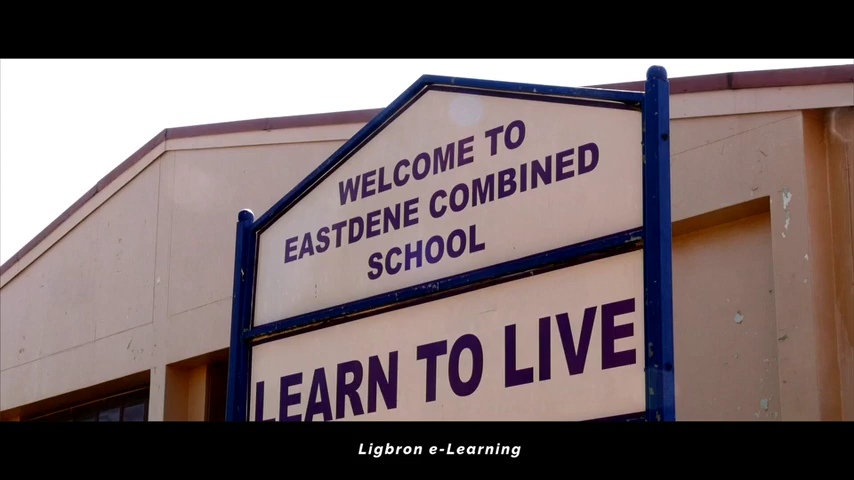 WELCOME TO
EASTDENE COMBINED
SCHOOL
LEARN TO LIVE
Ligbron e-Learning